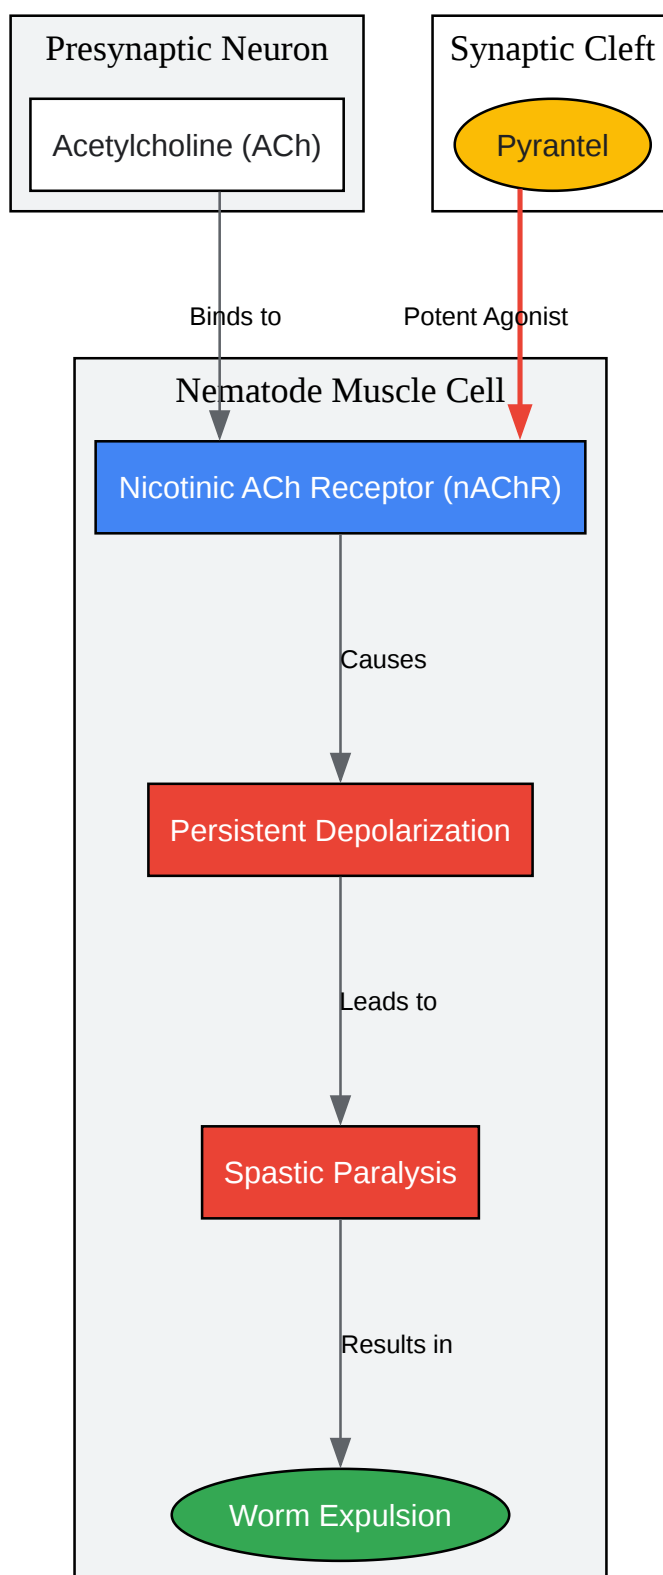 Presynaptic Neuron
Synaptic Cleft
Acetylcholine (ACh)
Pyrantel
Binds to
Potent Agonist
Nematode Muscle Cell
Nicotinic ACh Receptor (nAChR)
Causes
Persistent Depolarization
Leads to
Spastic Paralysis
Results in
Worm Expulsion